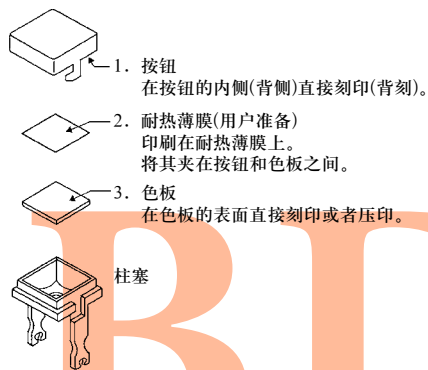 1. 按钮
在按钮的内侧(背侧)直接刻印(背刻)。
2. 耐热薄膜(用户准备)
印刷在耐热薄膜上。
将其夹在按钮和色板之间。
3. 色板
在色板的表面直接刻印或者压印。
柱塞